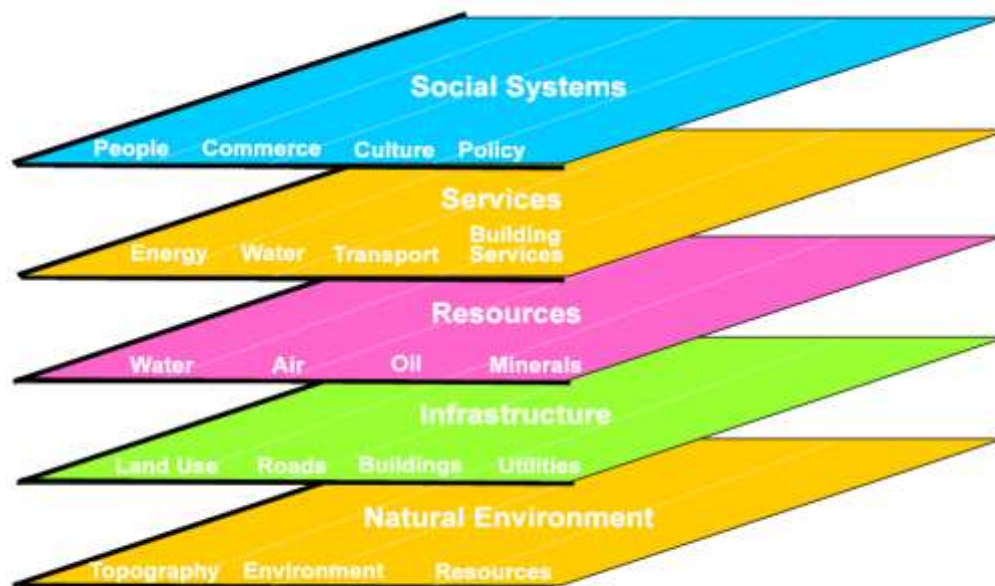 Social Systems
People Commerce Culture Policy
Services
Energy Water Transport Building Services
Resources
Water Air Oil Minerals
Infrastructure
Land Use Roads Buildings Utilities
Natural Environment
Topography Environment Resources